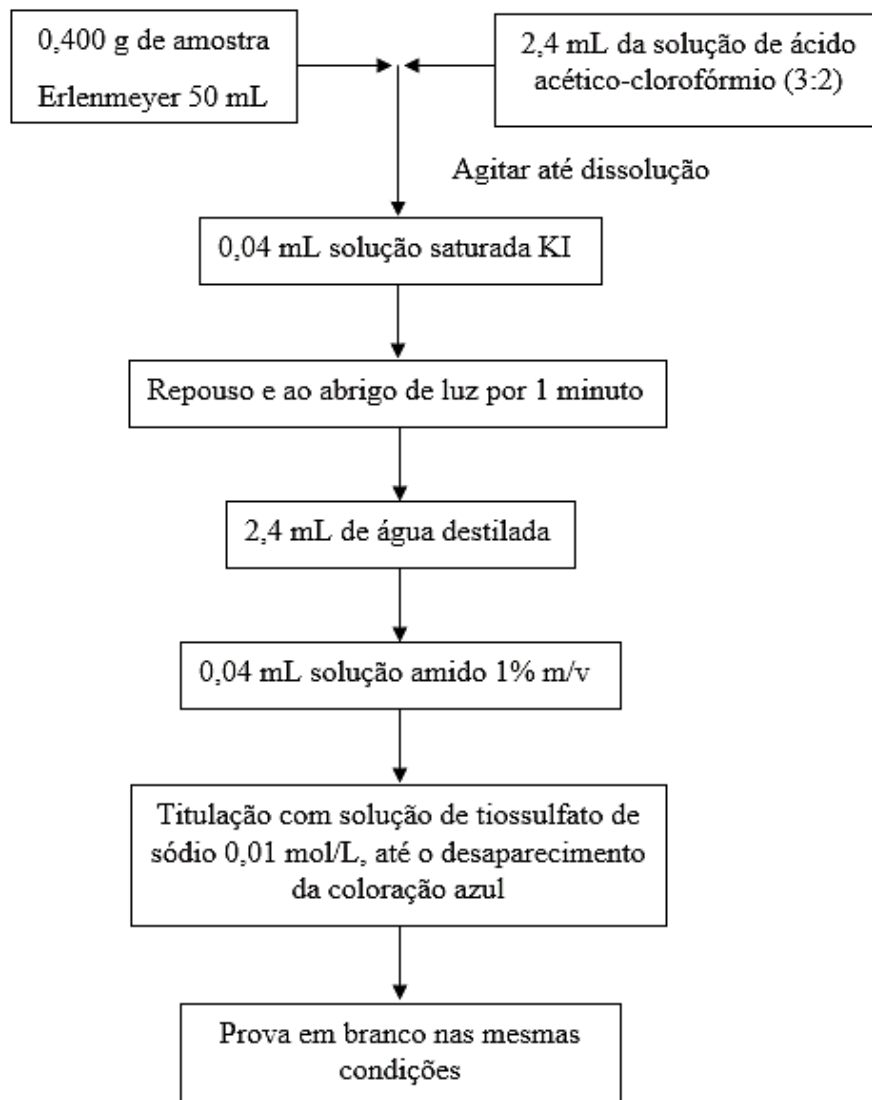 0,400 g de amostra
Erlenmeyer 50 mL
2,4 mL da solução de ácido
acético-clorofórmio (3:2)
Agitar até dissolução
0,04 mL solução saturada KI
Repouso e ao abrigo de luz por 1 minuto
2,4 mL de água destilada
0,04 mL solução amido 1% m/v
Titulação com solução de tiossulfato de
sódio 0,01 mol/L, até o desaparecimento
da coloração azul
Prova em branco nas mesmas
condições